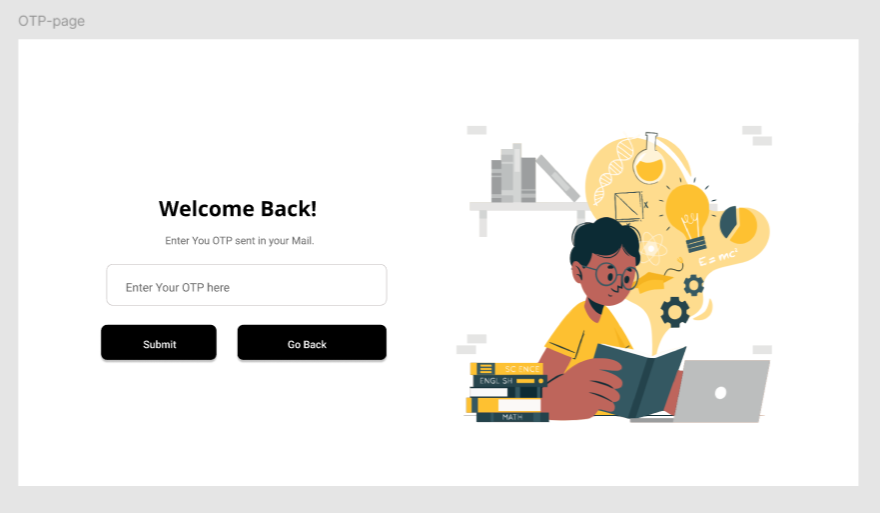 OTP-page
Welcome Back!
Enter You OTP sent in your Mail.
Enter Your OTP here
Submit
Go Back
x
E=mc²
SCIENCE
ENGLISH
MATH